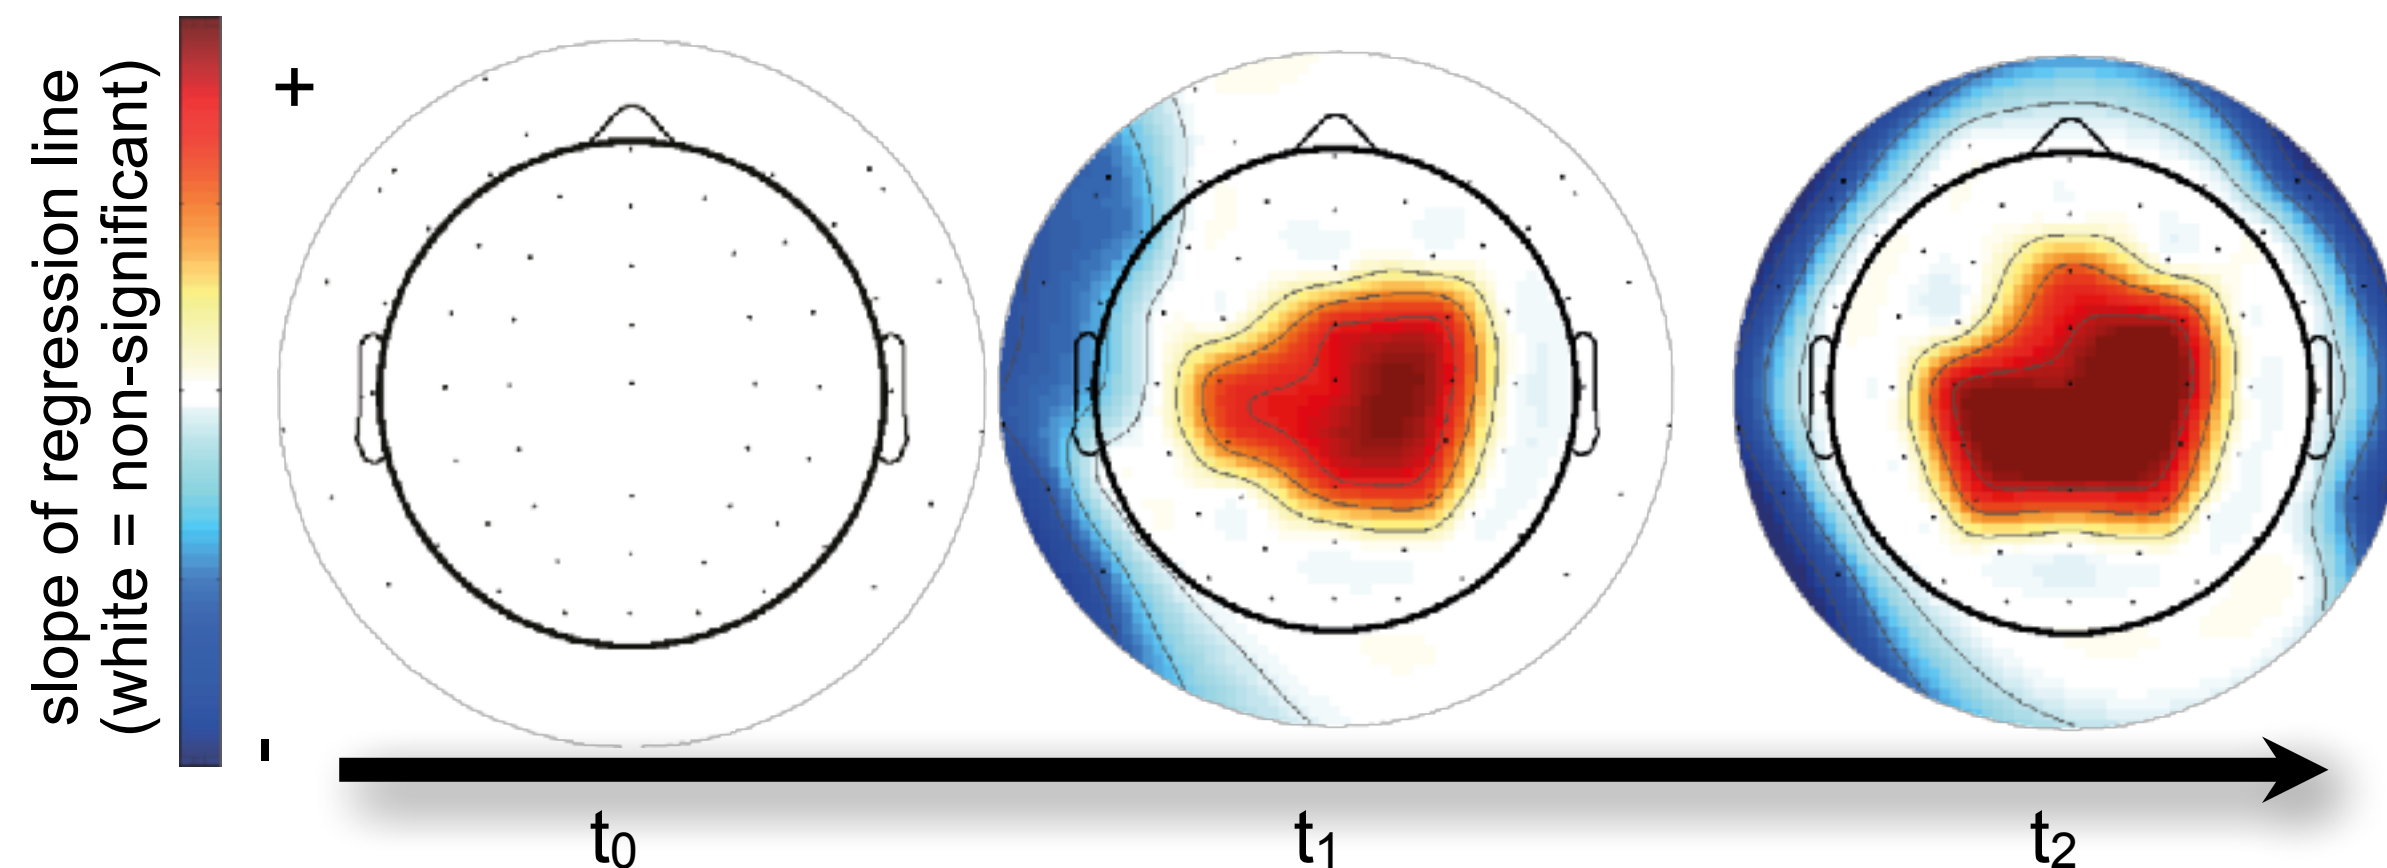 slope of regression line
(white = non-significant)
+
-
t0
t1
t2